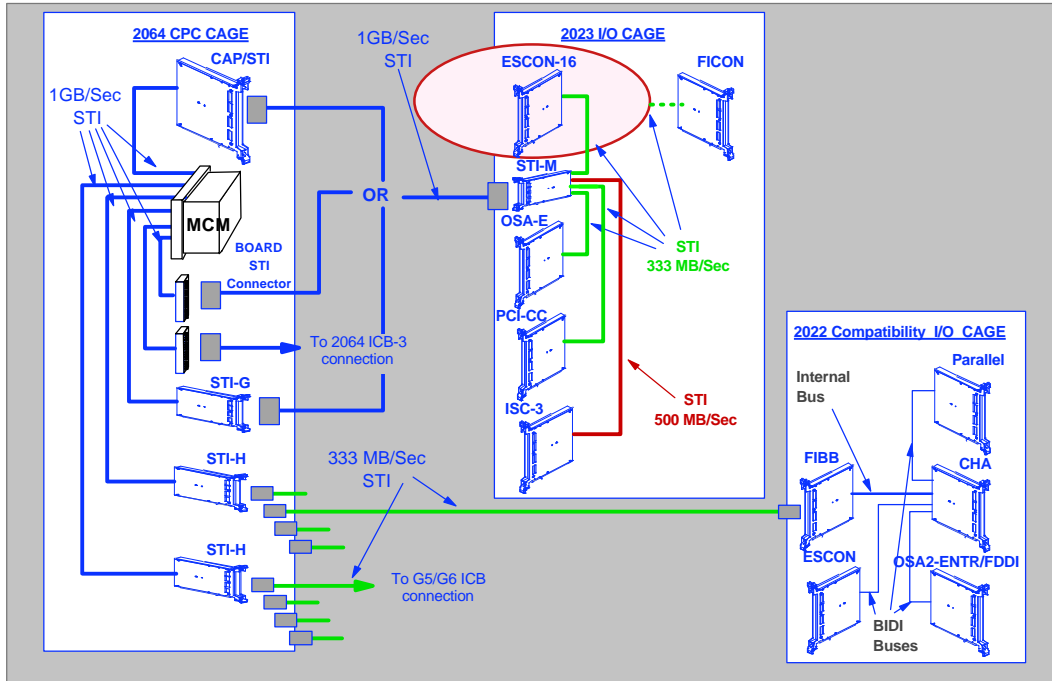 2064 CPC CAGE
CAP/STI
1GB/Sec
STI
MCM
BOARD
STI
Connector
To 2064 ICB-3
connection
STI-G
STI-H
STI-H
1GB/Sec
STI
OR
333 MB/Sec
STI
To G5/G6 ICB
connection
2023 I/O CAGE
ESCON-16
FICON
STI-M
OSA-E
STI
333 MB/Sec
PCI-CC
ISC-3
STI
500 MB/Sec
2022 Compatibility I/O CAGE
Parallel
Internal
Bus
FIBB
CHA
ESCON
OSA2-ENTR/FDDI
BIDI
Buses